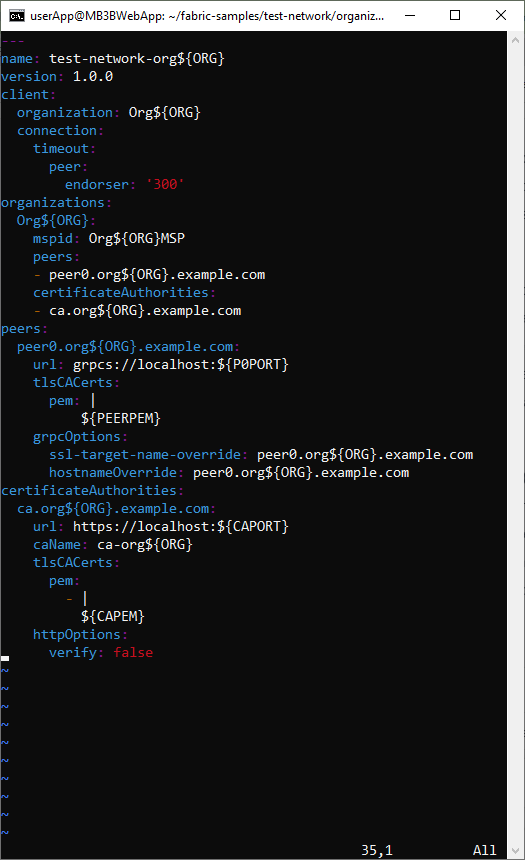 userApp@MB3BWebApp: ~/fabric-samples/test-network/organiz...
---
name: test-network-org${ORG}
version: 1.0.0
client:
  organization: Org${ORG}
  connection:
    timeout:
      peer:
        endorser: '300'
organizations:
  Org${ORG}:
    mspid: Org${ORG}MSP
    peers:
    - peer0.org${ORG}.example.com
    certificateAuthorities:
    - ca.org${ORG}.example.com
peers:
  peer0.org${ORG}.example.com:
    url: grpcs://localhost:${P0PORT}
    tlsCACerts:
      pem: |
          ${PEERPEM}
    grpcOptions:
      ssl-target-name-override: peer0.org${ORG}.example.com
      hostnameOverride: peer0.org${ORG}.example.com
certificateAuthorities:
  ca.org${ORG}.example.com:
    url: https://localhost:${CAPORT}
    caName: ca-org${ORG}
    tlsCACerts:
      pem:
        - |
          ${CAPEM}
    httpOptions:
      verify: false
~
~
~
~
~
~
~
~
~
~
35,1 All